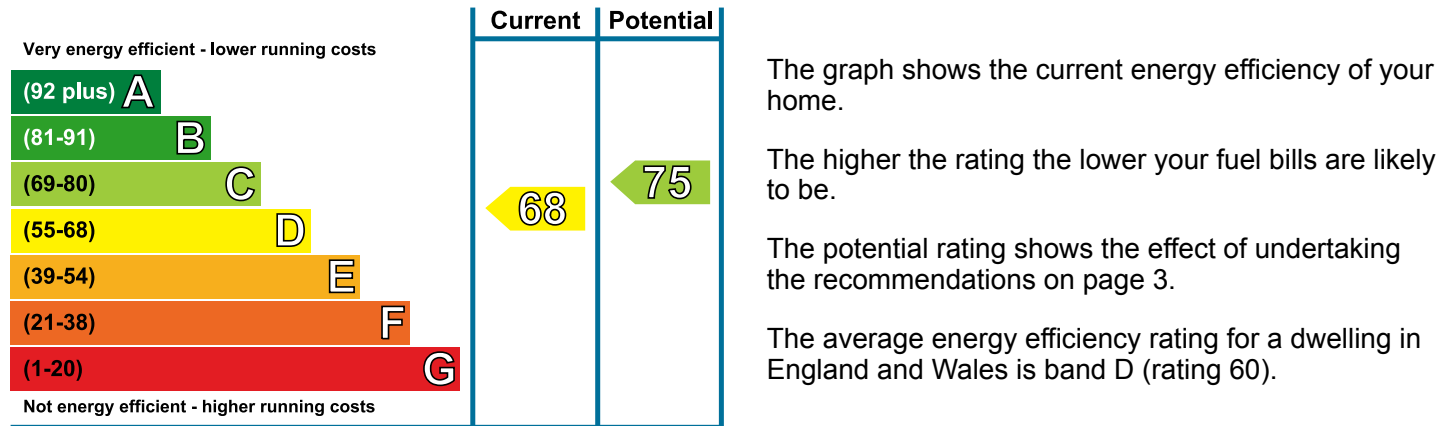 Current Potential
Very energy efficient - lower running costs
(92 plus) A
(81-91) B
(69-80) C
(55-68) D
(39-54) E
(21-38) F
(1-20) G
Not energy efficient - higher running costs
68
75
The graph shows the current energy efficiency of your
home.
The higher the rating the lower your fuel bills are likely
to be.
The potential rating shows the effect of undertaking
the recommendations on page 3.
The average energy efficiency rating for a dwelling in
England and Wales is band D (rating 60).